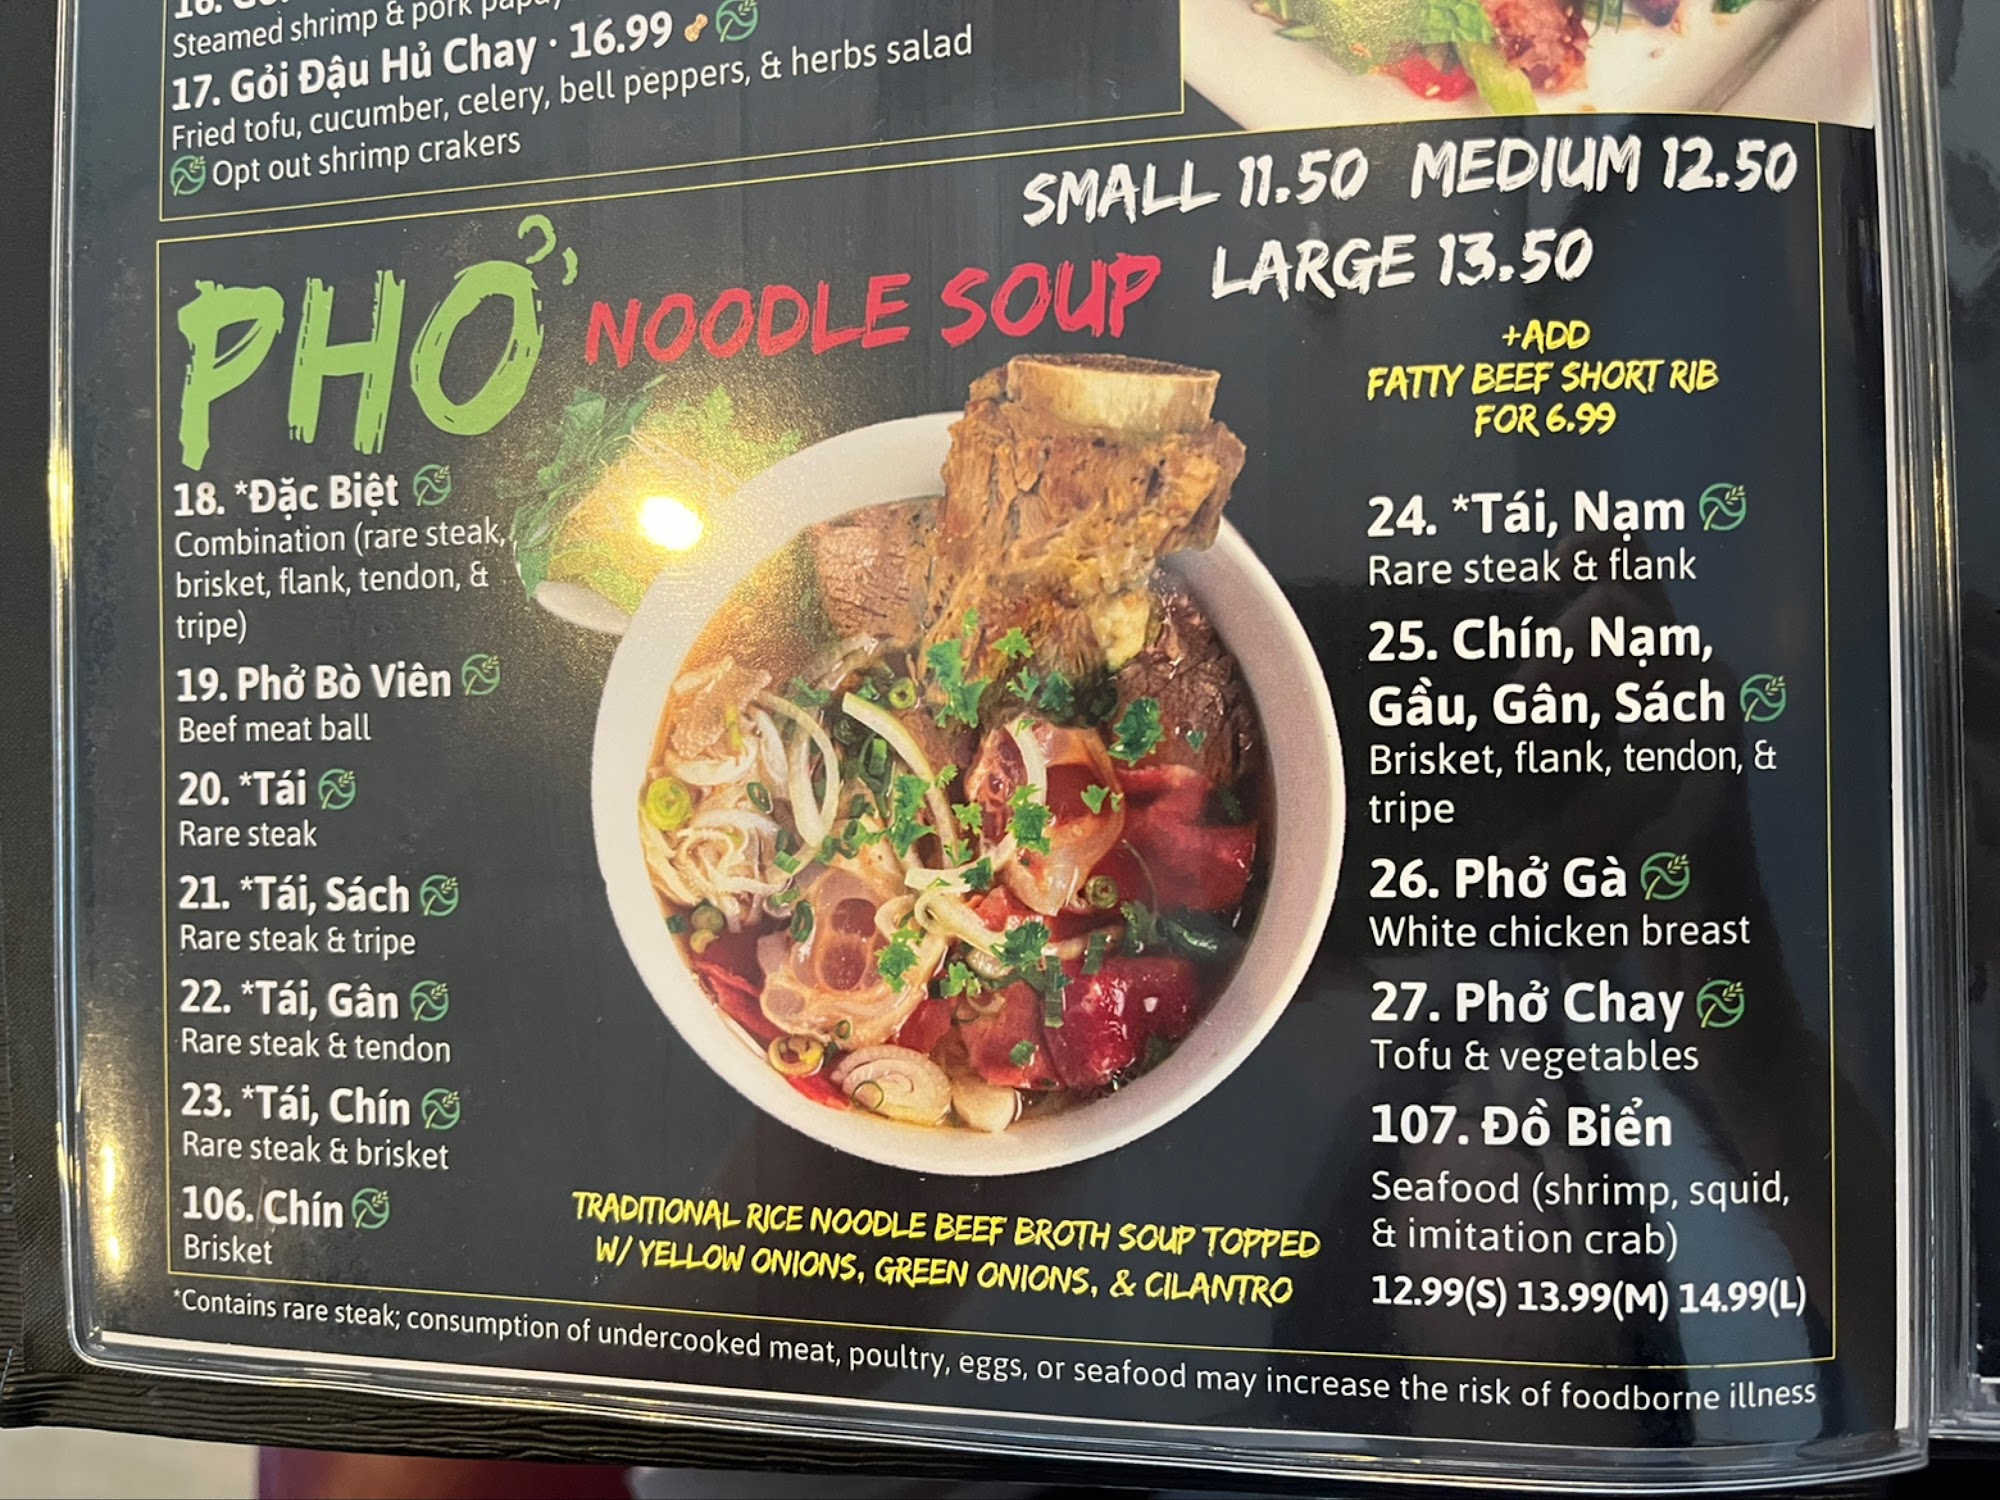 Steamed shrimp & pork
17. Gỏi Đậu Hủ Chay · 16.99
Fried tofu, cucumber, celery, bell peppers, & herbs salad
Opt out shrimp crakers
SMALL 11.50 MEDIUM 12.50
LARGE 13.50
PHỞ NOODLE SOUP
+ADD
FATTY BEEF SHORT RIB
FOR 6.99
18. *Đặc Biệt
Combination (rare steak,
brisket, flank, tendon, &
tripe)
19. Phở Bò Viên
Beef meat ball
20. *Tái
Rare steak
21. *Tái, Sách
Rare steak & tripe
22. *Tái, Gân
Rare steak & tendon
23. *Tái, Chín
Rare steak & brisket
106. Chín
Brisket
24. *Tái, Nạm
Rare steak & flank
25. Chín, Nạm,
Gầu, Gân, Sách
Brisket, flank, tendon, &
tripe
26. Phở Gà
White chicken breast
27. Phở Chay
Tofu & vegetables
107. Đồ Biển
Seafood (shrimp, squid,
& imitation crab)
12.99(S) 13.99(M) 14.99(L)
TRADITIONAL RICE NOODLE BEEF BROTH SOUP TOPPED
W/ YELLOW ONIONS, GREEN ONIONS, & CILANTRO
*Contains rare steak; consumption of undercooked meat, poultry, eggs, or seafood may increase the risk of foodborne illness